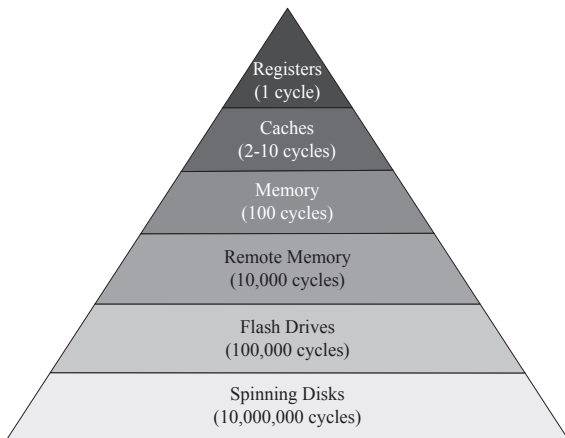 Registers
(1 cycle)
Caches
(2-10 cycles)
Memory
(100 cycles)
Remote Memory
(10,000 cycles)
Flash Drives
(100,000 cycles)
Spinning Disks
(10,000,000 cycles)